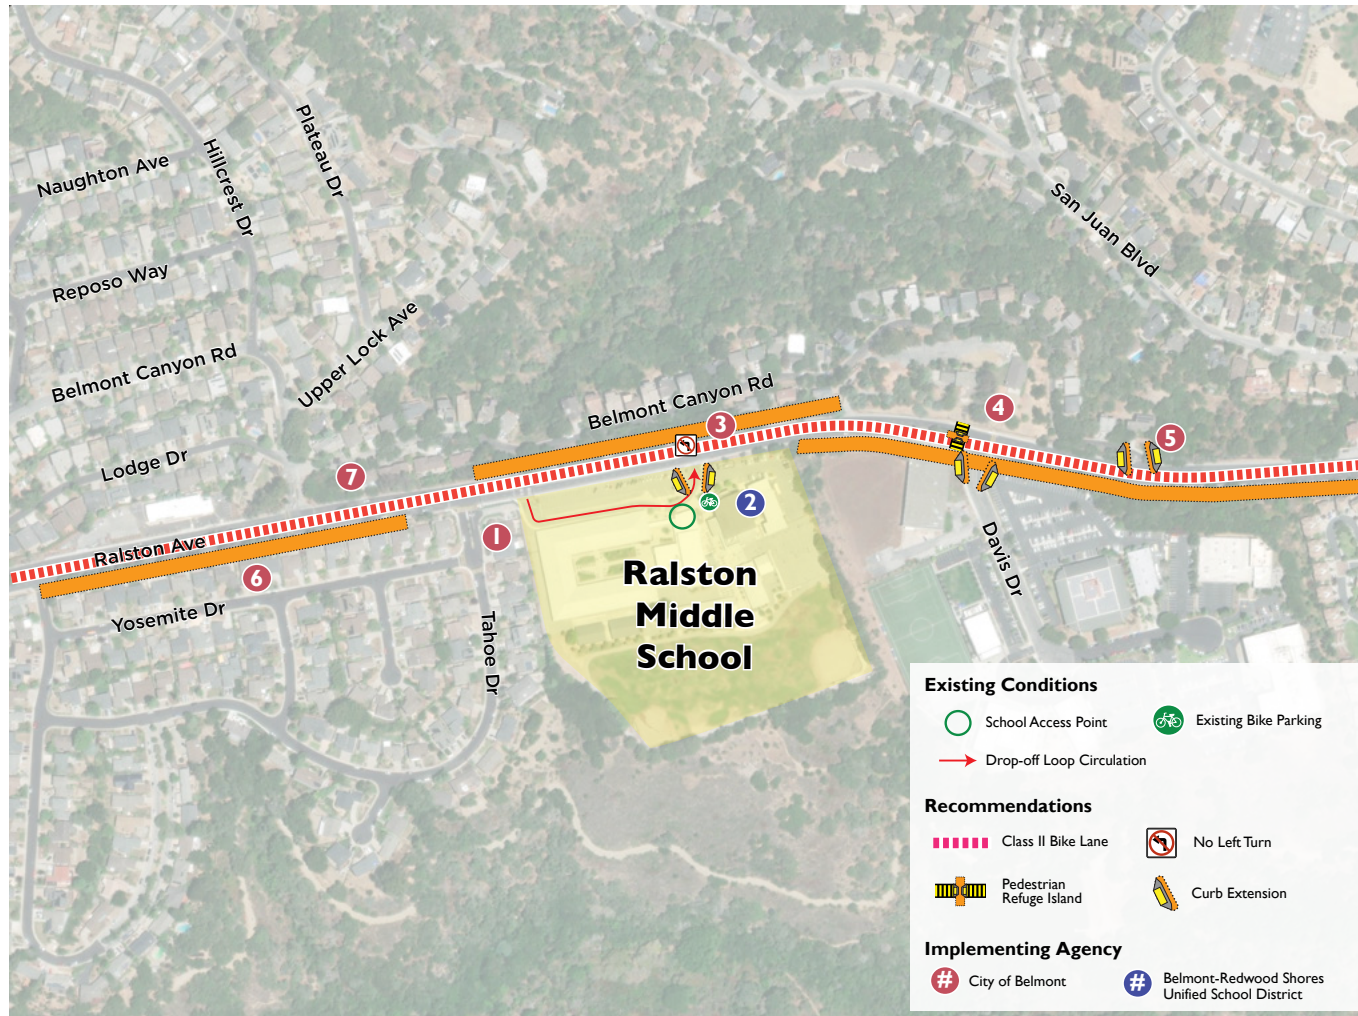 Plateau Dr
Hillcrest Dr
Naughton Ave
San Juan Blvd
Reposo Way
Upper Lock Ave
Belmont Canyon Rd
Belmont Canyon Rd
3
4
5
Lodge Dr
7
2
1
Ralston Ave
Davis Dr
6
Yosemite Dr
Tahoe Dr
Ralston
Middle
School
Existing Conditions
School Access Point
Existing Bike Parking
Drop-off Loop Circulation
Recommendations
Class II Bike Lane
No Left Turn
Pedestrian
Refuge Island
Curb Extension
Implementing Agency
# City of Belmont
# Belmont-Redwood Shores
Unified School District